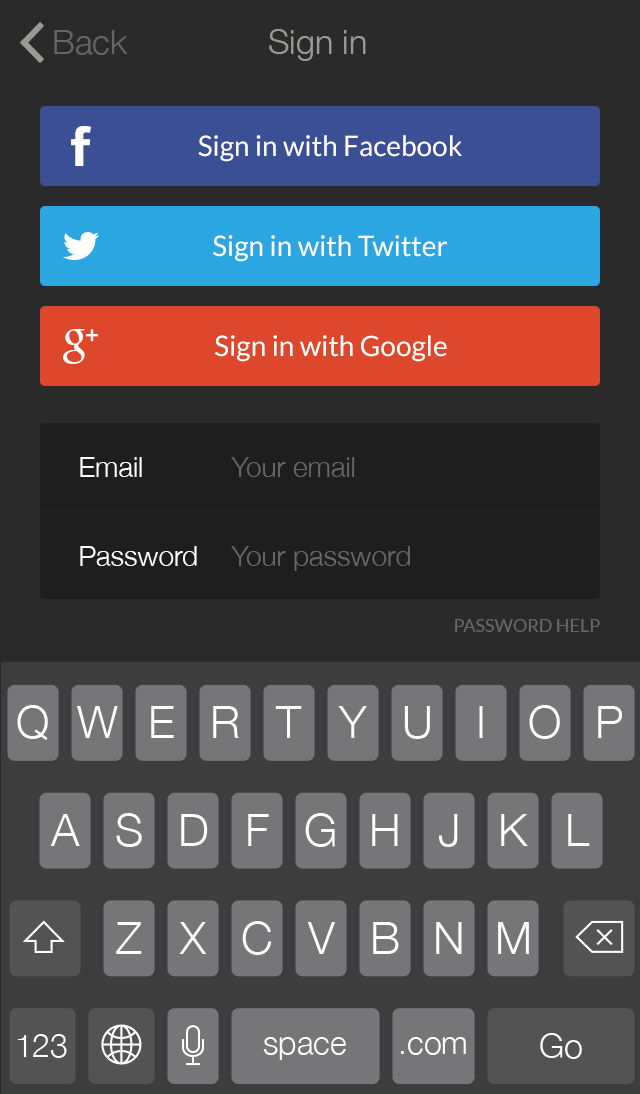 Back Sign in
f Sign in with Facebook
Sign in with Twitter
g+ Sign in with Google
Email Your email
Password Your password
PASSWORD HELP
Q W E R T Y U I O P
A S D F G H J K L
Z X C V B N M
123 space .com Go